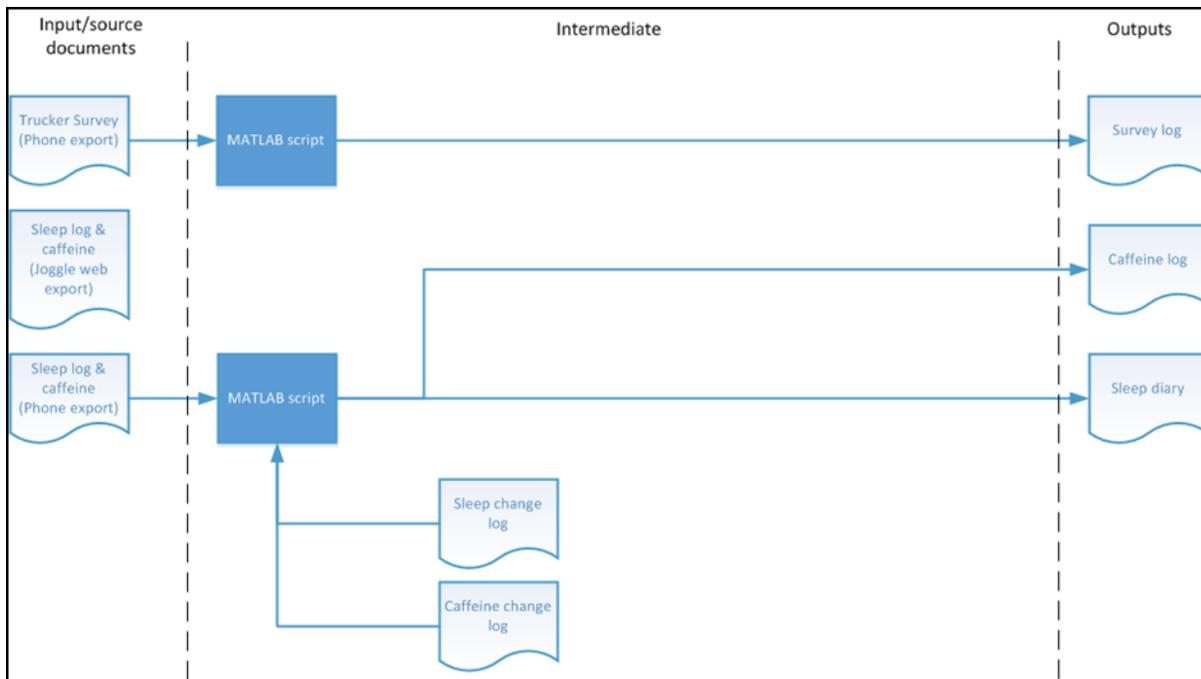 Input/source
documents
Intermediate
Outputs
Trucker Survey
(Phone export)
MATLAB script
Survey log
Sleep log &
caffeine
(Joggle web
export)
Caffeine log
Sleep log &
caffeine
(Phone export)
MATLAB script
Sleep diary
Sleep change
log
Caffeine change
log